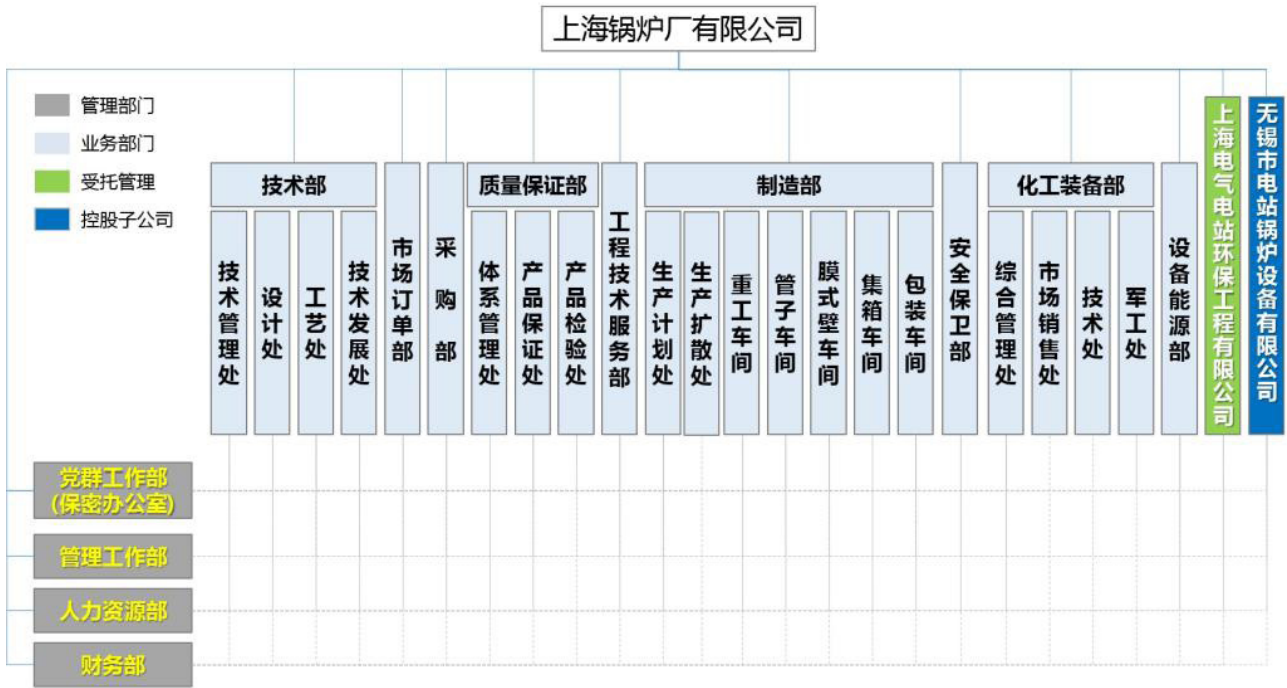 上海锅炉厂有限公司
管理部门
业务部门
受托管理
控股子公司
技术部
技术管理处
设计处
工艺处
技术发展处
市场订单部
采购部
质量保证部
体系管理处
产品保证处
产品检验处
工程技术服务部
制造部
生产计划处
生产扩散处
重工车间
管子车间
膜式壁车间
集箱车间
包装车间
安全保卫部
化工装备部
综合管理处
市场销售处
技术处
军工处
设备能源部
上海电气电站环保工程有限公司
无锡市电站锅炉设备有限公司
党群工作部
(保密办公室)
管理工作部
人力资源部
财务部